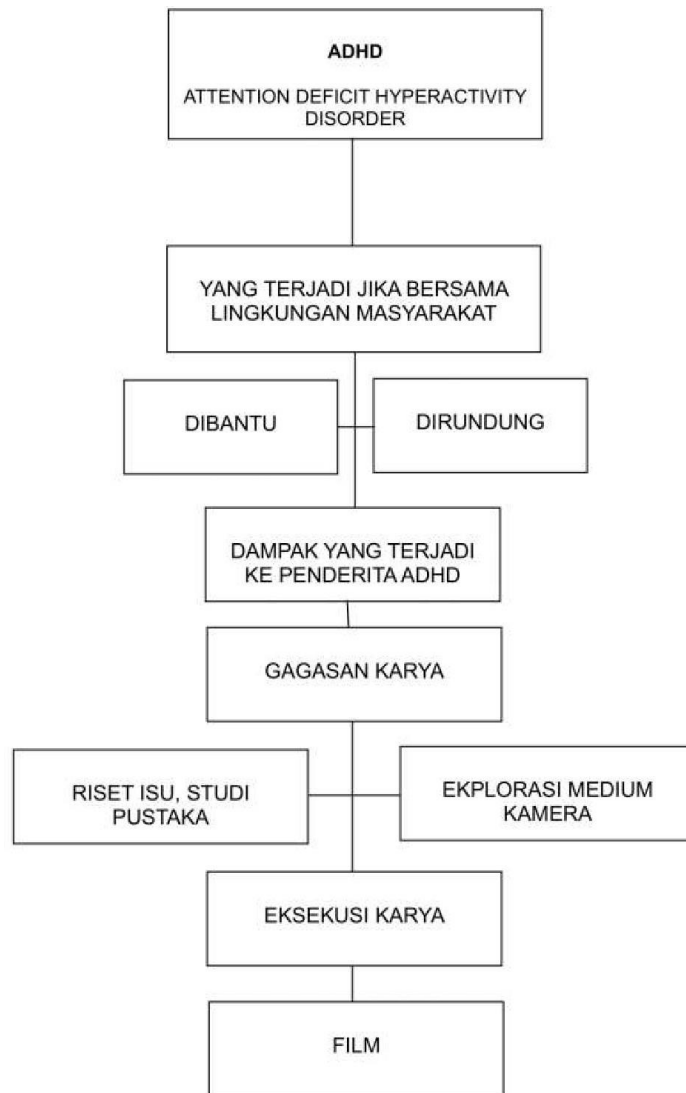 ADHD
ATTENTION DEFICIT HYPERACTIVITY
DISORDER
YANG TERJADI JIKA BERSAMA
LINGKUNGAN MASYARAKAT
DIBANTU
DIRUNDUNG
DAMPAK YANG TERJADI
KE PENDERITA ADHD
GAGASAN KARYA
RISET ISU, STUDI
PUSTAKA
EKPLORASI MEDIUM
KAMERA
EKSEKUSI KARYA
FILM